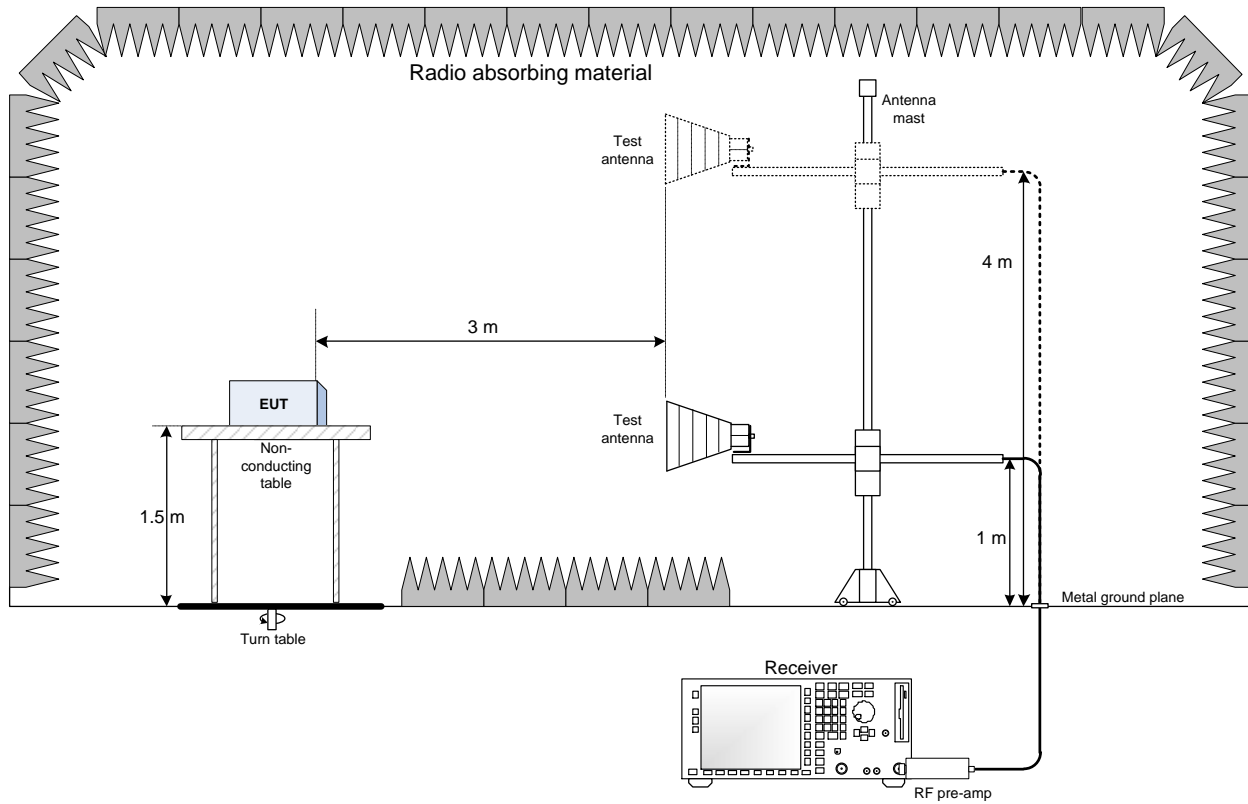 Radio absorbing material
Antenna
mast
Test
antenna
4 m
3 m
EUT
Test
antenna
Non-
conducting
table
1.5 m
1 m
Metal ground plane
Turn table
Receiver
RF pre-amp